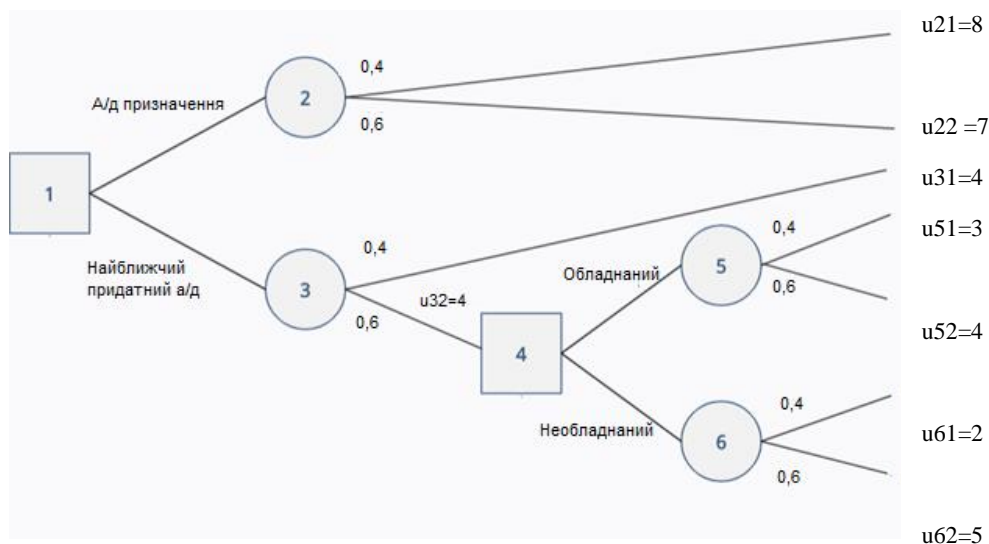 u21=8
0,4
А/д призначення
2
0,6
u22 =7
1
u31=4
0,4
u51=3
0,4
Найближчий
придатний а/д
3
Обладнаний
5
0,6
u32=4
0,6
u52=4
4
0,4
Необладнаний
u61=2
6
0,6
u62=5